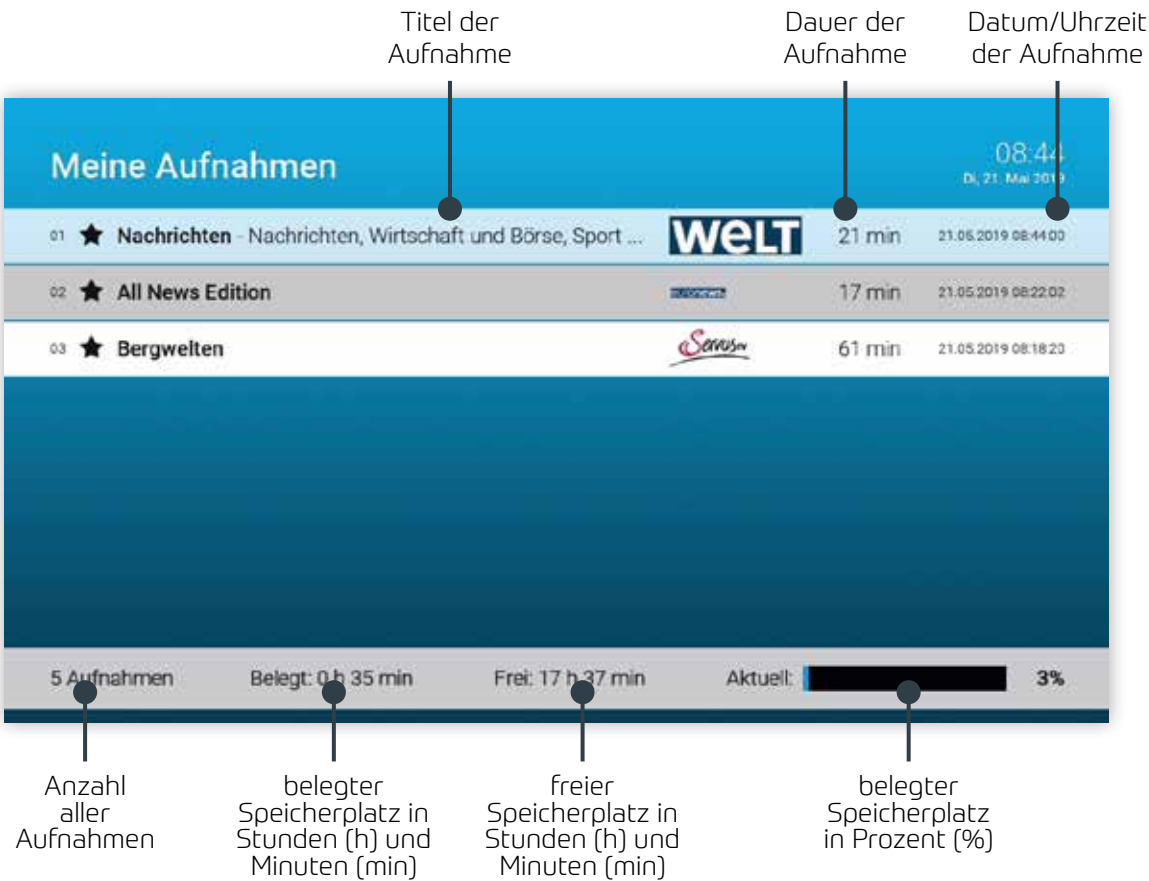 Titel der
Aufnahme
Dauer der
Aufnahme
Datum/Uhrzeit
der Aufnahme
Meine Aufnahmen
08:44
Di, 21. Mai 2019
01 ★ Nachrichten - Nachrichten, Wirtschaft und Börse, Sport ... WELT 21 min 21.05.2019 08:44:00
02 ★ All News Edition euronews. 17 min 21.05.2019 08:22:02
03 ★ Bergwelten ServusTV 61 min 21.05.2019 08:18:20
5 Aufnahmen Belegt: 0 h 35 min Frei: 17 h 37 min Aktuell: 3%
Anzahl
aller
Aufnahmen
belegter
Speicherplatz in
Stunden (h) und
Minuten (min)
freier
Speicherplatz in
Stunden (h) und
Minuten (min)
belegter
Speicherplatz
in Prozent (%)